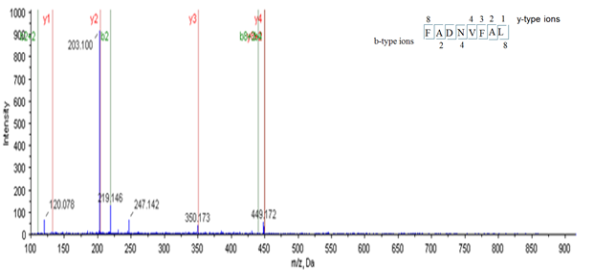 1000
900
800
700
600
500
400
300
200
100
0
Intensity
y1
y2
y3
y4
b2
203.100
120.078
219.146
247.142
350.173
449.172
100 150 200 250 300 350 400 450 500 550 600 650 700 750 800 850 900
m/z, Da
8 4 3 2 1 y-type ions
F A D N V F A L
b-type ions 2 4 8